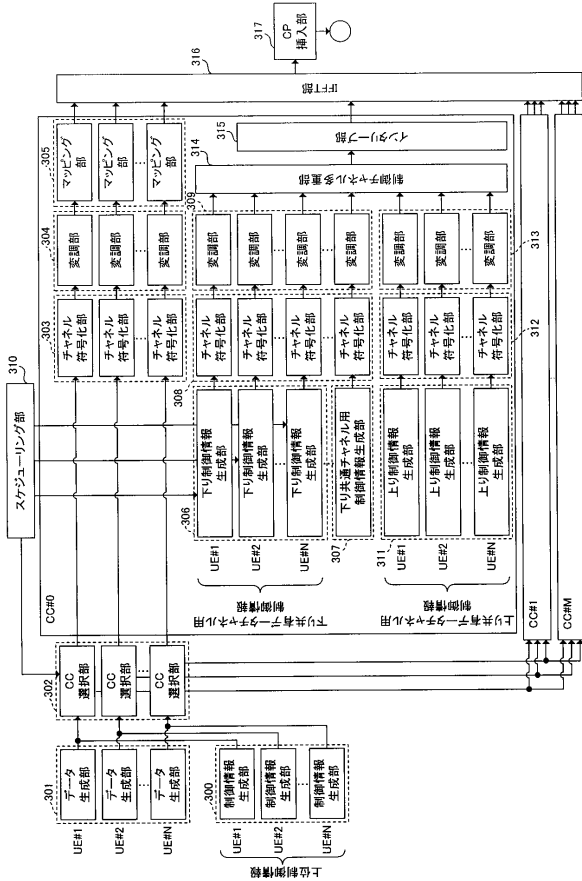 スケジューリング部
310
CC#0
303
304
305
チャネル
符号化部
変調部
マッピング
部
チャネル
符号化部
変調部
マッピング
部
チャネル
符号化部
変調部
マッピング
部
301
UE#1
データ
生成部
UE#2
データ
生成部
UE#N
データ
生成部
302
CC
選択部
CC
選択部
CC
選択部
300
UE#1
制御情報
生成部
UE#2
制御情報
生成部
UE#N
制御情報
生成部
上位制御情報
306
308
309
UE#1
下り制御情報
生成部
チャネル
符号化部
変調部
UE#2
下り制御情報
生成部
チャネル
符号化部
変調部
UE#N
下り制御情報
生成部
チャネル
符号化部
変調部
下り共有データチャネル用
制御情報
307
下り共通チャネル用
制御情報生成部
チャネル
符号化部
変調部
311
312
313
UE#1
上り制御情報
生成部
チャネル
符号化部
変調部
UE#2
上り制御情報
生成部
チャネル
符号化部
変調部
UE#N
上り制御情報
生成部
チャネル
符号化部
変調部
上り共有データチャネル用
制御情報
314
制御チャネル多重部
315
インタリーブ部
316
IFFT部
317
CP
挿入部
CC#1
CC#M